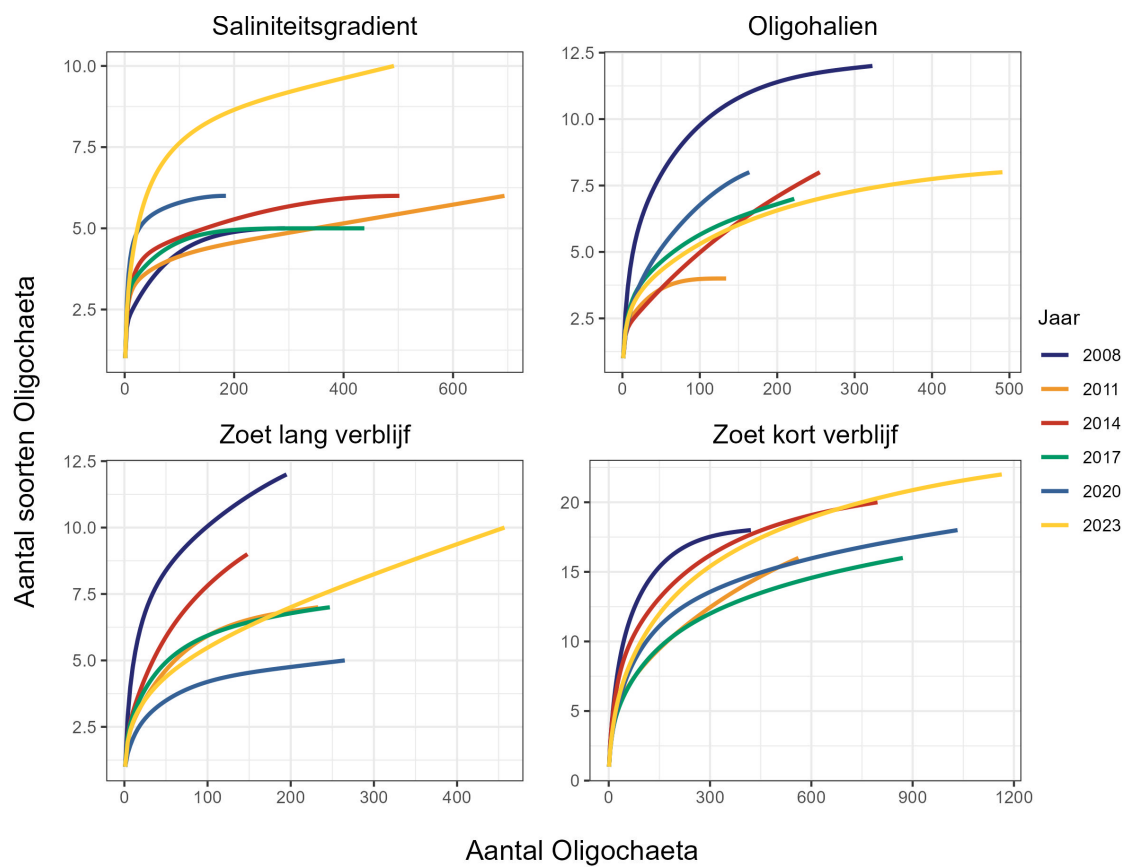 Saliniteitsgradient
Oligohalien
10.0
7.5
5.0
2.5
0 200 400 600
12.5
10.0
7.5
5.0
2.5
0 100 200 300 400 500
Zoet lang verblijf
Zoet kort verblijf
12.5
10.0
7.5
5.0
2.5
0 100 200 300 400
20
15
10
5
0
0 300 600 900 1200
Aantal soorten Oligochaeta
Aantal Oligochaeta
Jaar
2008
2011
2014
2017
2020
2023